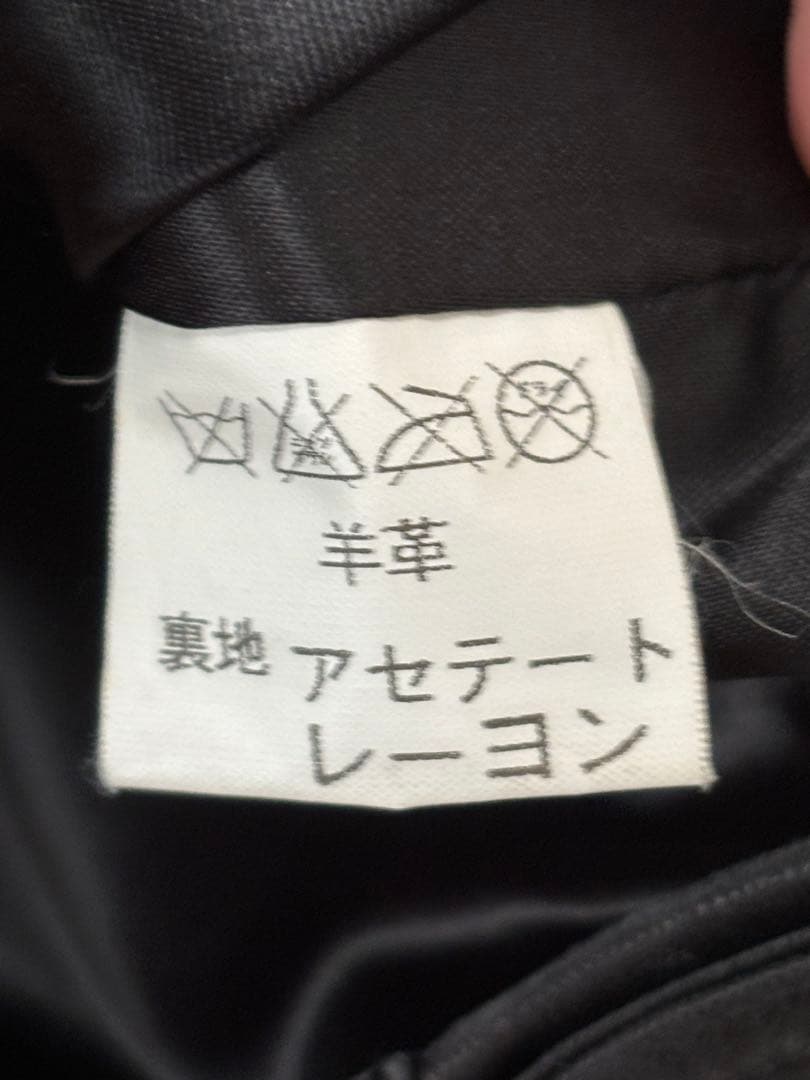 羊革
裏地 アセテート
レーヨン